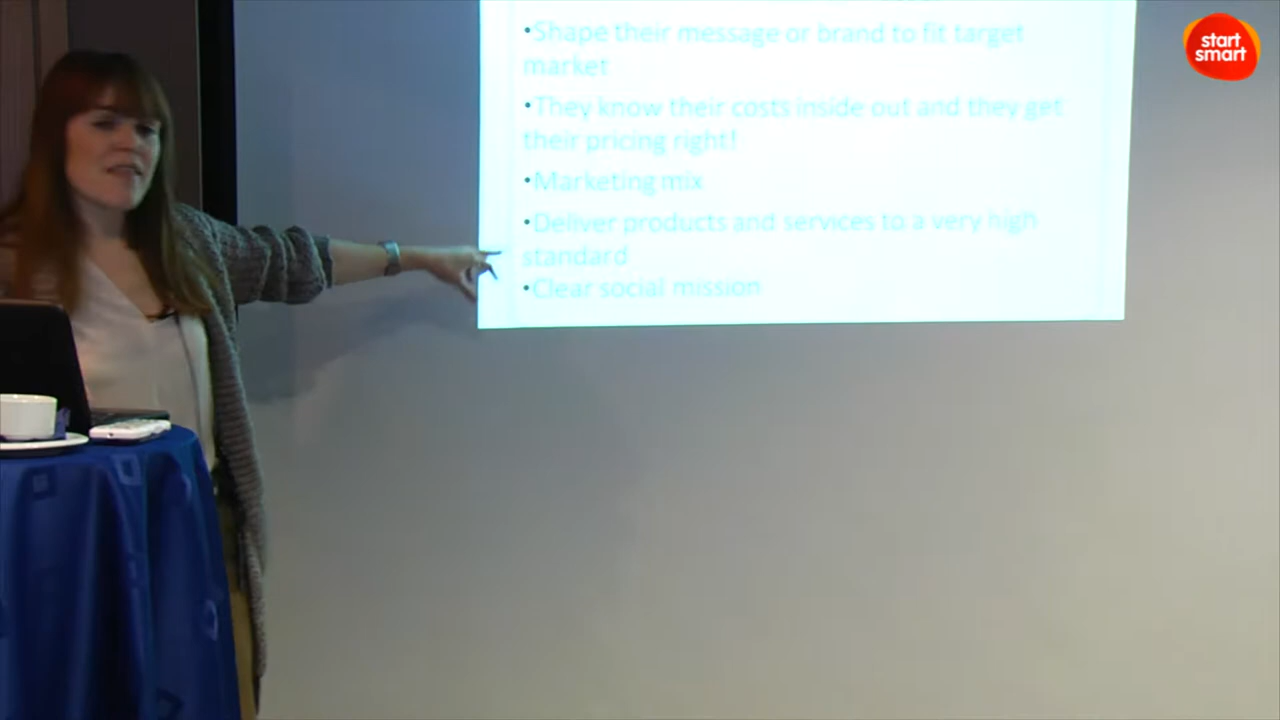 •Shape their message or brand to fit target
market
•They know their costs inside out and they get
their pricing right!
•Marketing mix
•Deliver products and services to a very high
standard
•Clear social mission
start
smart